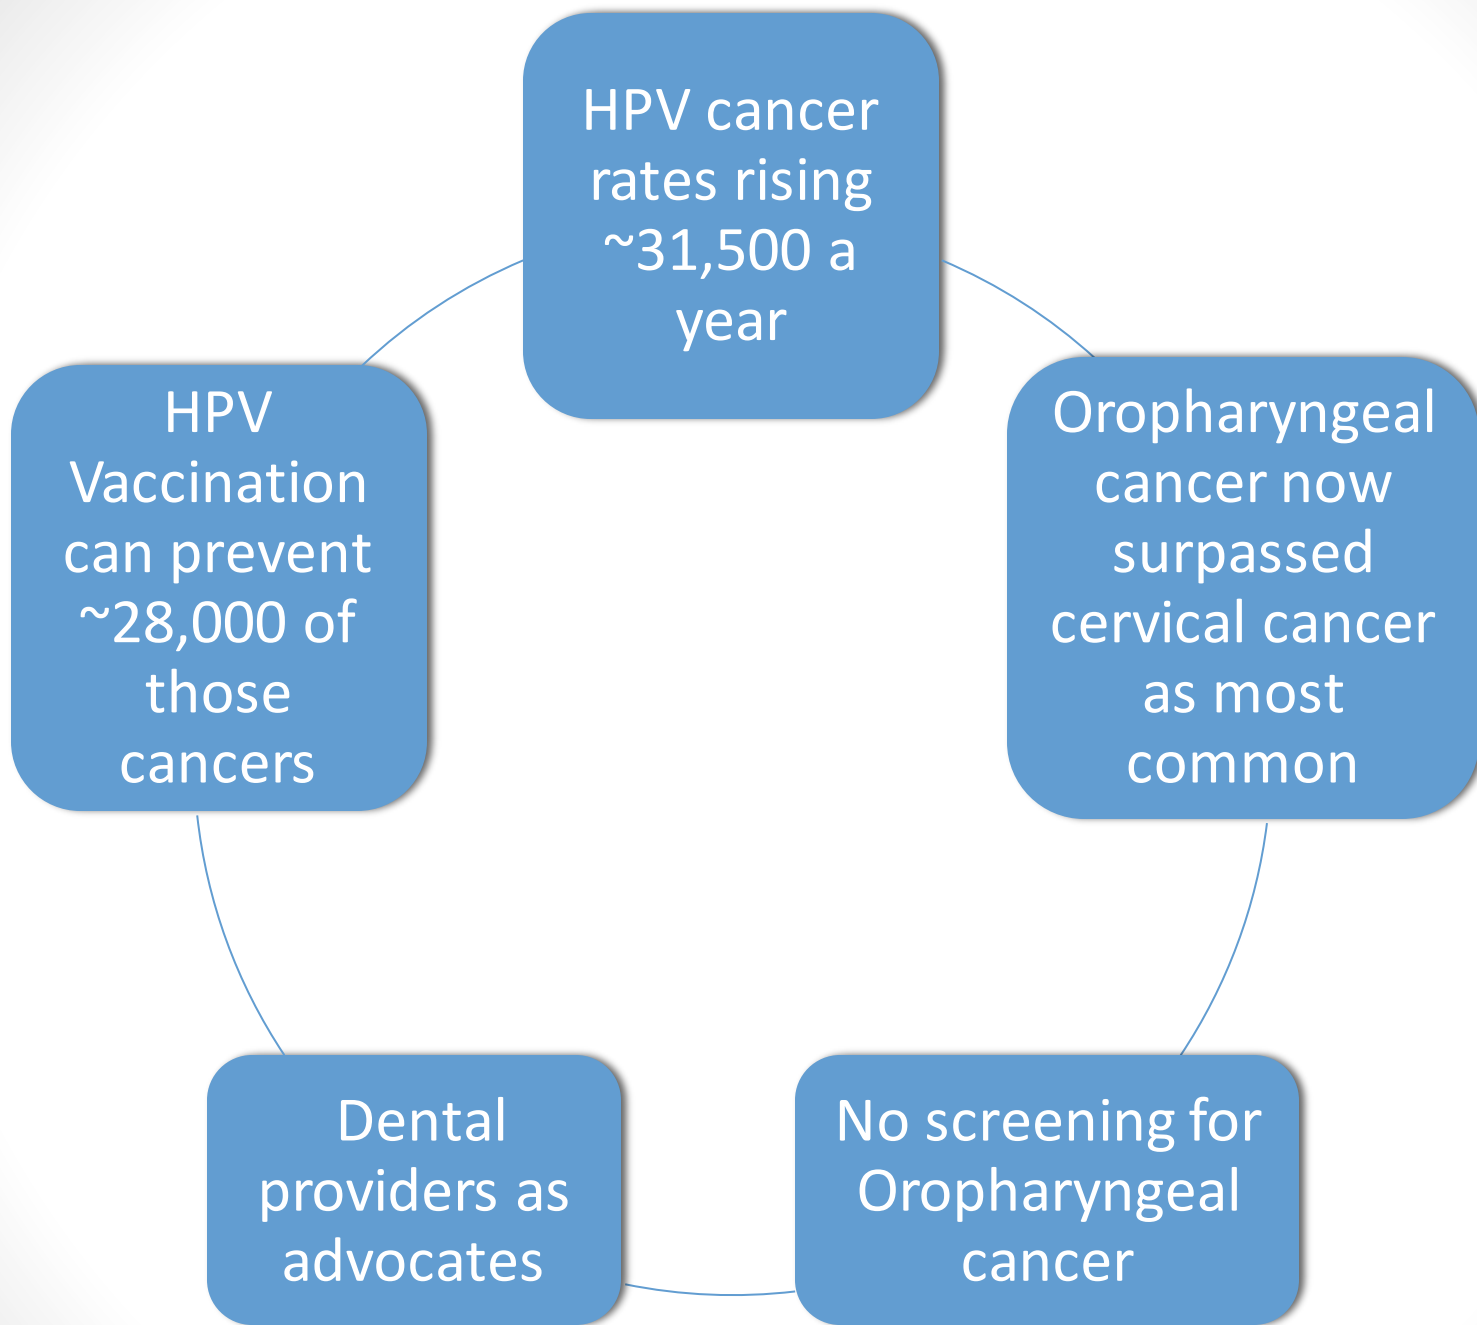 HPV cancer
rates rising
~31,500 a
year
Oropharyngeal
cancer now
surpassed
cervical cancer
as most
common
No screening for
Oropharyngeal
cancer
Dental
providers as
advocates
HPV
Vaccination
can prevent
~28,000 of
those
cancers